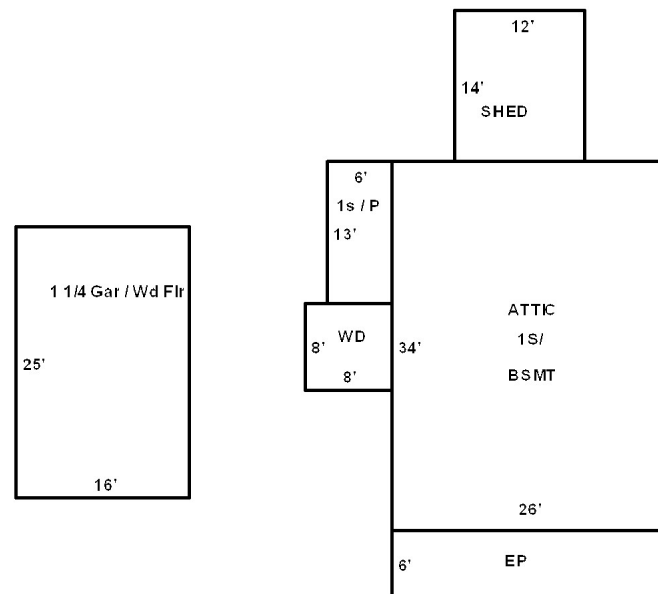 12'
14'
SHED
6'
1s / P
13'
1 1/4 Gar / Wd Flr
ATTIC
1S/
BSMT
8'
WD
34'
8'
25'
16'
26'
6'
EP